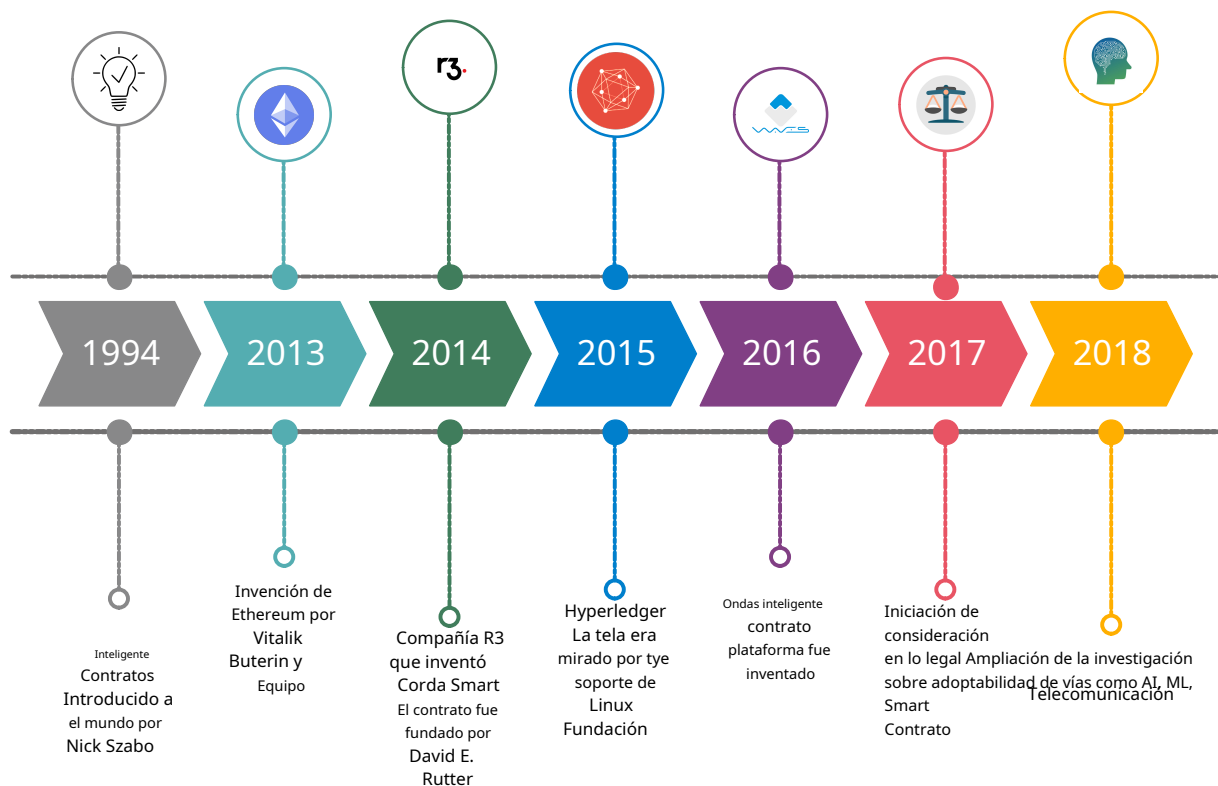 r3.
WAVES
1994
2013
2014
2015
2016
2017
2018
Inteligente
Contratos
Introducido a
el mundo por
Nick Szabo
Invención de
Ethereum por
Vitalik
Buterin y
Equipo
Compañía R3
que inventó
Corda Smart
El contrato fue
fundado por
David E.
Rutter
Hyperledger
La tela era
mirado por tye
soporte de
Linux
Fundación
Ondas inteligente
contrato
plataforma fue
inventado
Iniciación de
consideración
en lo legal Ampliación de la investigación
sobre adoptabilidad de vías como AI, ML,
Telecomunicación
Smart
Contrato